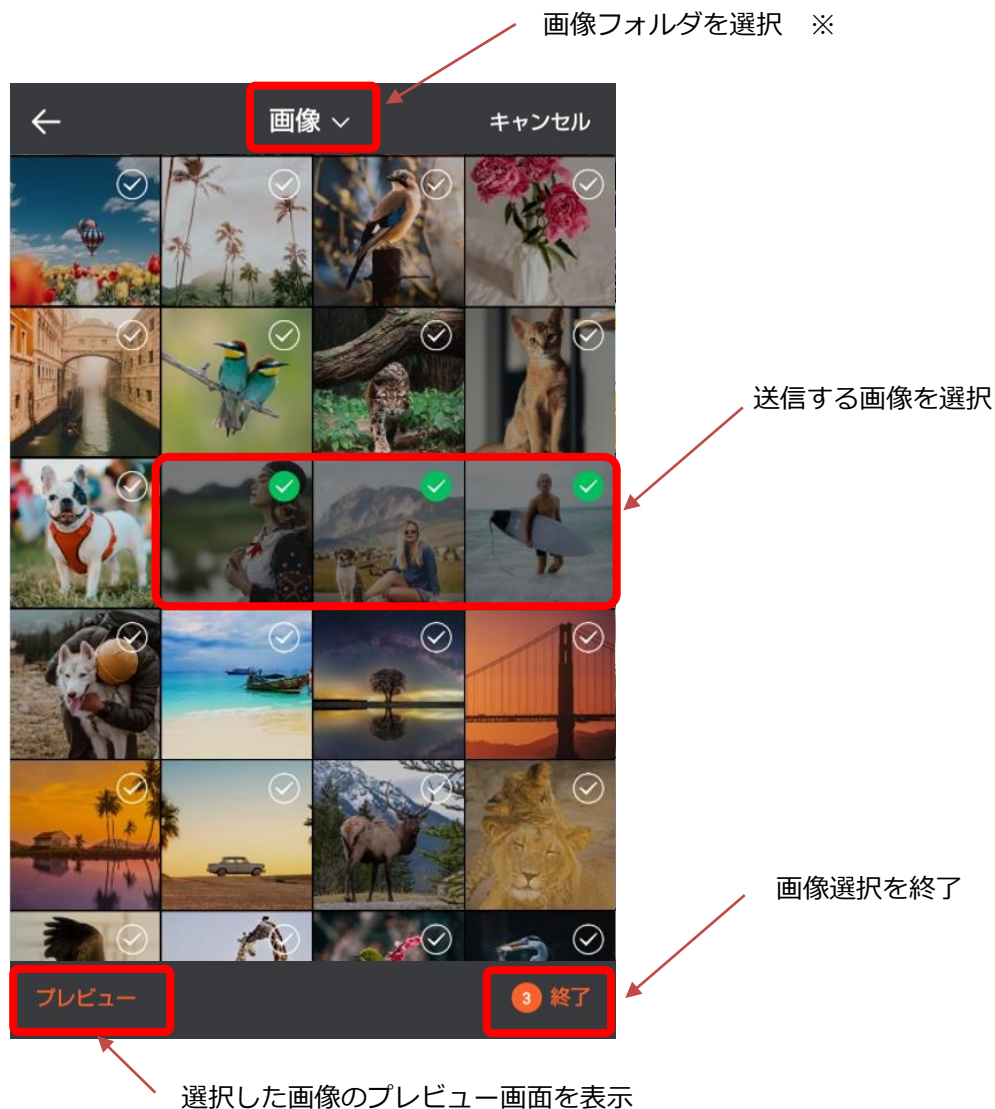 画像フォルダを選択　※
画像
キャンセル
送信する画像を選択
画像選択を終了
プレビュー
3 終了
選択した画像のプレビュー画面を表示